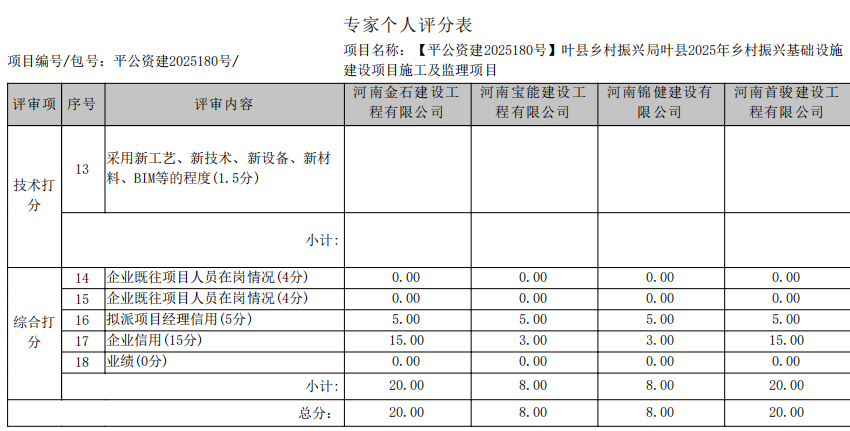 专家个人评分表
项目编号/包号: 平公资建2025180号/
项目名称: 【平公资建2025180号】叶县乡村振兴局叶县2025年乡村振兴基础设施
建设项目施工及监理项目
评审项 序号 评审内容 河南金石建设工程有限公司 河南宝能建设工程有限公司 河南锦健建设有限公司 河南首骏建设工程有限公司
技术打分
13 采用新工艺、新技术、新设备、新材
料、BIM等的程度(1.5分)
小计:
综合打分
14 企业既往项目人员在岗情况(4分) 0.00 0.00 0.00 0.00
15 企业既往项目人员在岗情况(4分) 0.00 0.00 0.00 0.00
16 拟派项目经理信用(5分) 5.00 5.00 5.00 5.00
17 企业信用(15分) 15.00 3.00 3.00 15.00
18 业绩(0分) 0.00 0.00 0.00 0.00
小计: 20.00 8.00 8.00 20.00
总分: 20.00 8.00 8.00 20.00